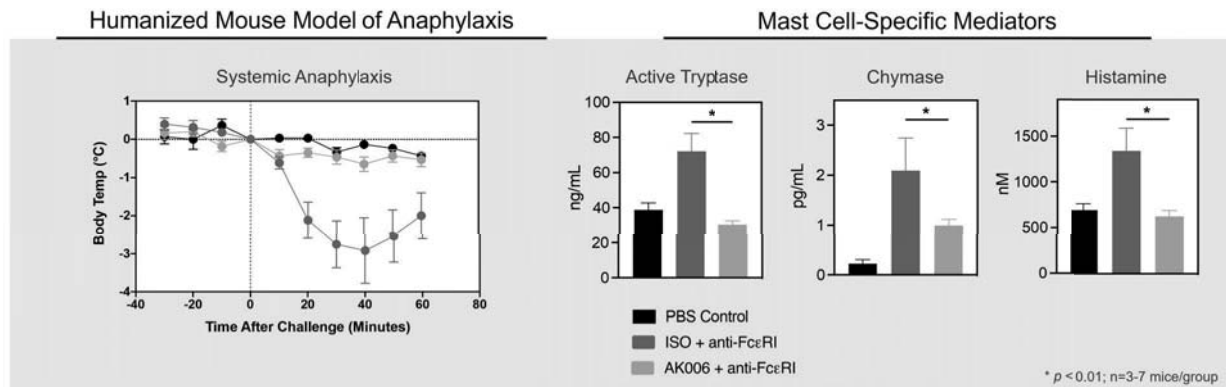 Humanized Mouse Model of Anaphylaxis
Mast Cell-Specific Mediators
Systemic Anaphylaxis
1
0
-1
-2
-3
-4
Body Temp (°C)
-40
-20
0
20
40
60
80
Time After Challenge (Minutes)
Active Tryptase
100
80
60
40
20
0
ng/mL
*
Chymase
3
2
1
0
pg/mL
*
Histamine
1500
1000
500
0
nM
*
PBS Control
ISO + anti-FcεRI
AK006 + anti-FcεRI
* p < 0.01; n=3-7 mice/group